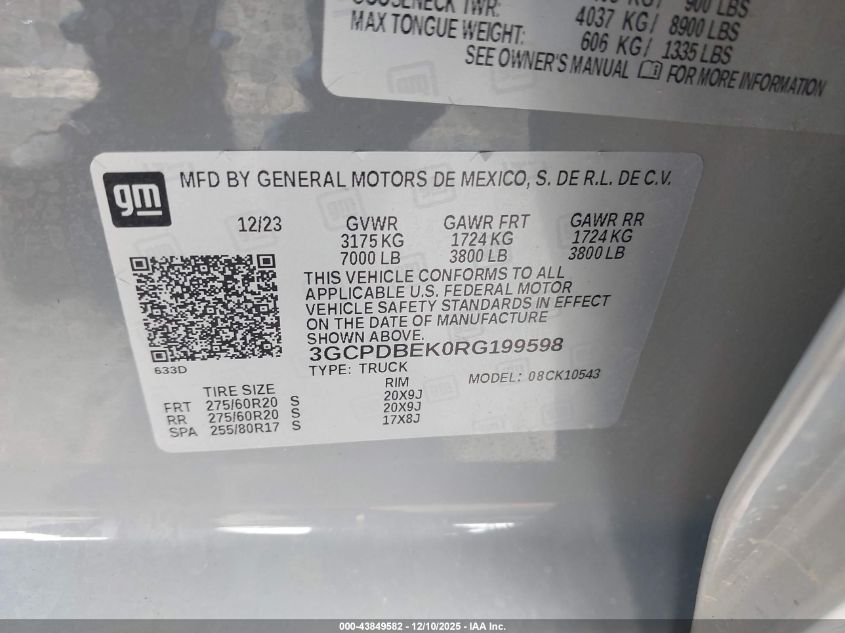 900 LBS
GOOSENECK TWR: 4037 KG/ 8900 LBS
MAX TONGUE WEIGHT: 606 KG/ 1335 LBS
SEE OWNER'S MANUAL FOR MORE INFORMATION
gm
MFD BY GENERAL MOTORS DE MEXICO, S. DE R.L. DE C.V.
12/23 GVWR GAWR FRT GAWR RR
3175 KG 1724 KG 1724 KG
7000 LB 3800 LB 3800 LB
THIS VEHICLE CONFORMS TO ALL
APPLICABLE U.S. FEDERAL MOTOR
VEHICLE SAFETY STANDARDS IN EFFECT
ON THE DATE OF MANUFACTURE
SHOWN ABOVE.
3GCPDBEK0RG199598
633D
TYPE: TRUCK MODEL: 08CK10543
TIRE SIZE RIM
FRT 275/60R20 S 20X9J
RR 275/60R20 S 20X9J
SPA 255/80R17 S 17X8J
000-43849582 — 12/10/2025 — IAA Inc.